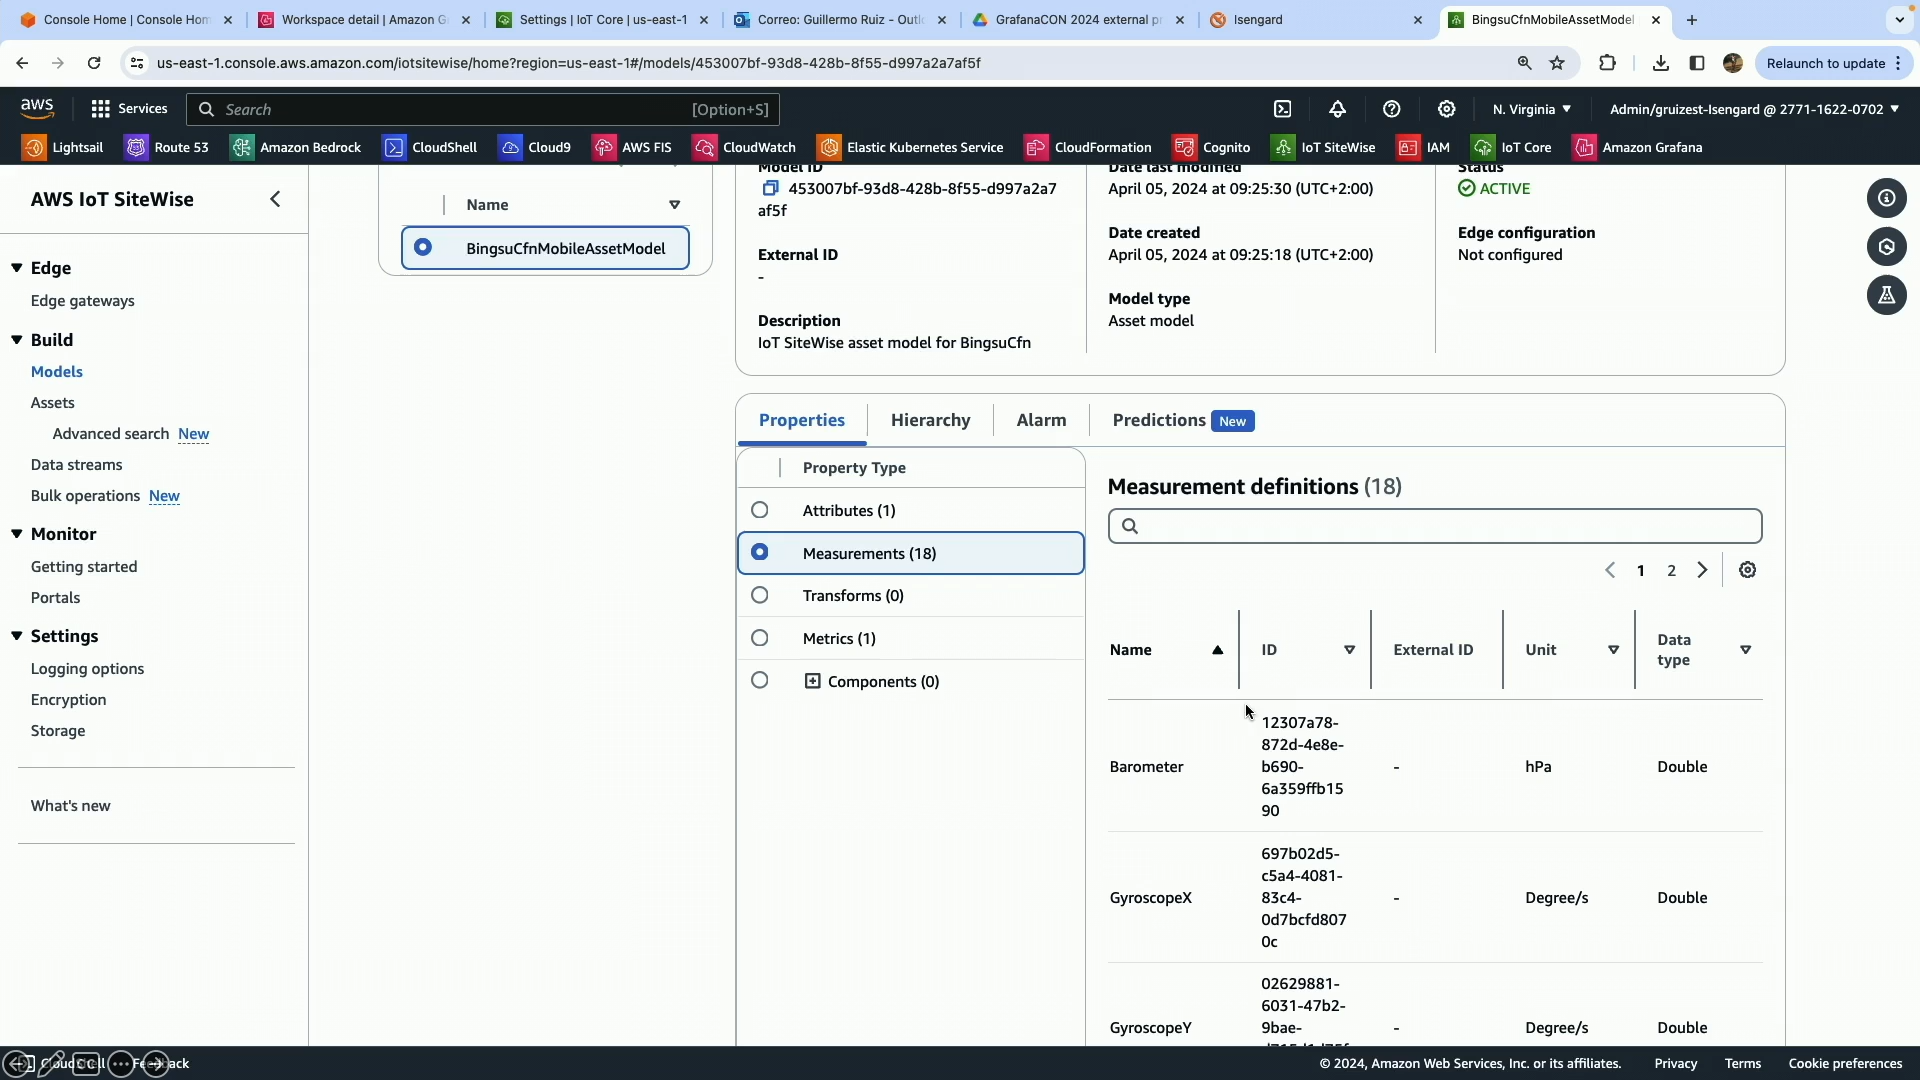 Console Home | Console Hom
Workspace detail | Amazon G
Settings | IoT Core | us-east-1
Correo: Guillermo Ruiz - Outl
GrafanaCON 2024 external pr
Isengard
BingsuCfnMobileAssetModel
us-east-1.console.aws.amazon.com/iotsitewise/home?region=us-east-1#/models/453007bf-93d8-428b-8f55-d997a2a7af5f
Relaunch to update
aws
Services
Search
[Option+S]
N. Virginia
Admin/gruizest-Isengard @ 2771-1622-0702
Lightsail
Route 53
Amazon Bedrock
CloudShell
Cloud9
AWS FIS
CloudWatch
Elastic Kubernetes Service
CloudFormation
Cognito
IoT SiteWise
IAM
IoT Core
Amazon Grafana
AWS IoT SiteWise
Edge
Edge gateways
Build
Models
Assets
Advanced search New
Data streams
Bulk operations New
Monitor
Getting started
Portals
Settings
Logging options
Encryption
Storage
What's new
Name
BingsuCfnMobileAssetModel
Model ID
453007bf-93d8-428b-8f55-d997a2a7
af5f
External ID
-
Description
IoT SiteWise asset model for BingsuCfn
Date last modified
April 05, 2024 at 09:25:30 (UTC+2:00)
Date created
April 05, 2024 at 09:25:18 (UTC+2:00)
Model type
Asset model
Status
ACTIVE
Edge configuration
Not configured
Properties
Hierarchy
Alarm
Predictions New
Property Type
Attributes (1)
Measurements (18)
Transforms (0)
Metrics (1)
Components (0)
Measurement definitions (18)
1 2
Name
ID
External ID
Unit
Data
type
Barometer
12307a78-
872d-4e8e-
b690-
6a359ffb15
90
-
hPa
Double
GyroscopeX
697b02d5-
c5a4-4081-
83c4-
0d7bcfd807
0c
-
Degree/s
Double
GyroscopeY
02629881-
6031-47b2-
9bae-
-
Degree/s
Double
CloudShell
Feedback
© 2024, Amazon Web Services, Inc. or its affiliates.
Privacy
Terms
Cookie preferences